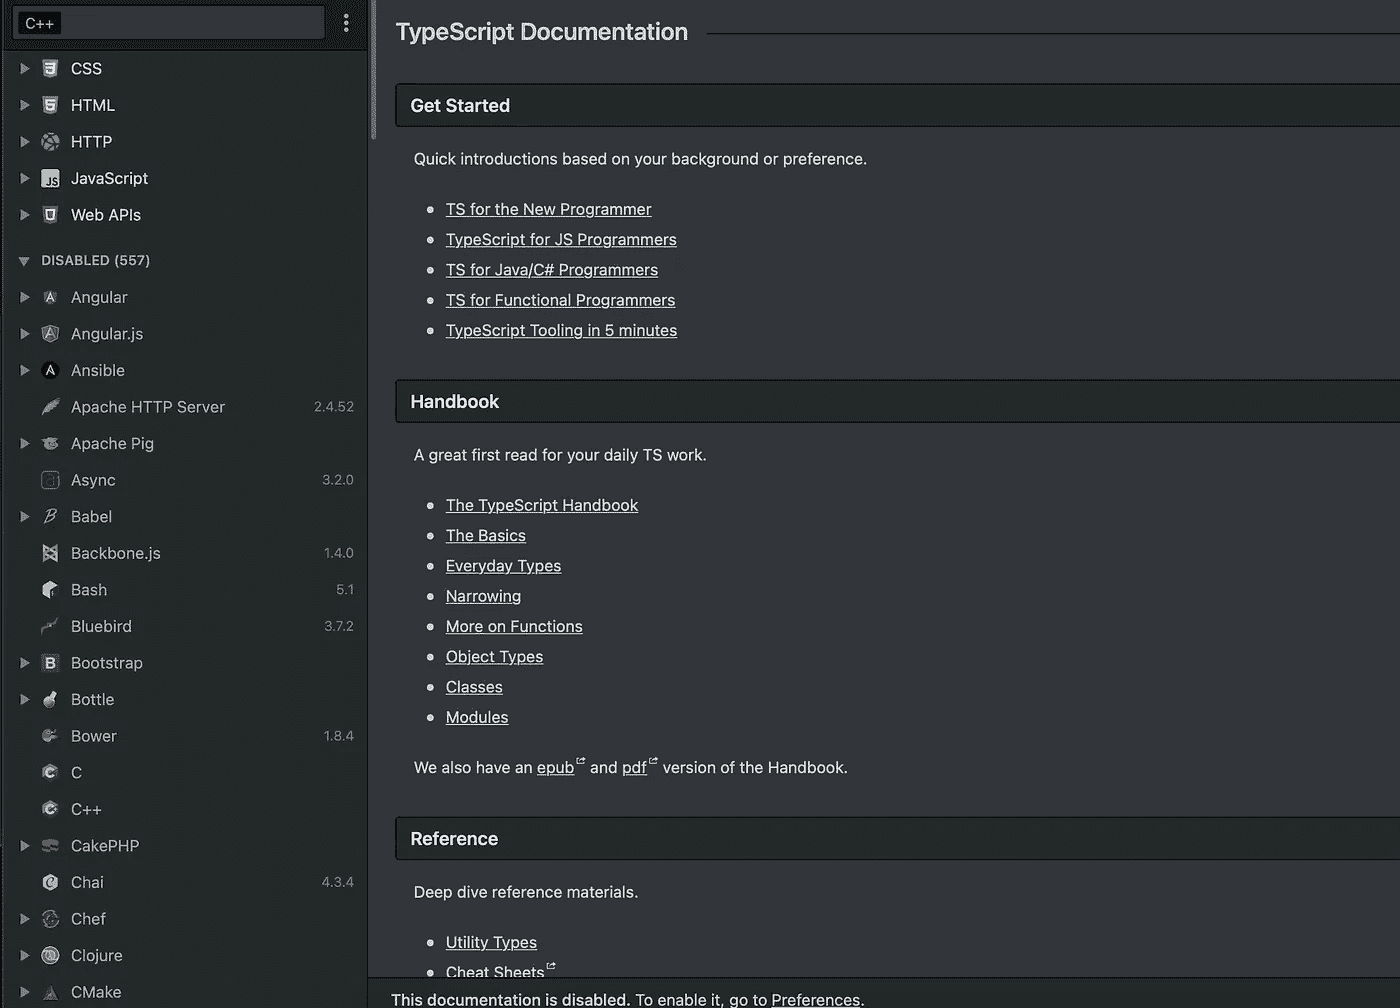 C++
CSS
HTML
HTTP
JavaScript
Web APIs
DISABLED (557)
Angular
Angular.js
Ansible
Apache HTTP Server 2.4.52
Apache Pig
Async 3.2.0
Babel
Backbone.js 1.4.0
Bash 5.1
Bluebird 3.7.2
Bootstrap
Bottle
Bower 1.8.4
C
C++
CakePHP
Chai 4.3.4
Chef
Clojure
CMake
TypeScript Documentation
Get Started
Quick introductions based on your background or preference.
TS for the New Programmer
TypeScript for JS Programmers
TS for Java/C# Programmers
TS for Functional Programmers
TypeScript Tooling in 5 minutes
Handbook
A great first read for your daily TS work.
The TypeScript Handbook
The Basics
Everyday Types
Narrowing
More on Functions
Object Types
Classes
Modules
We also have an epub and pdf version of the Handbook.
Reference
Deep dive reference materials.
Utility Types
Cheat Sheets
This documentation is disabled. To enable it, go to Preferences.